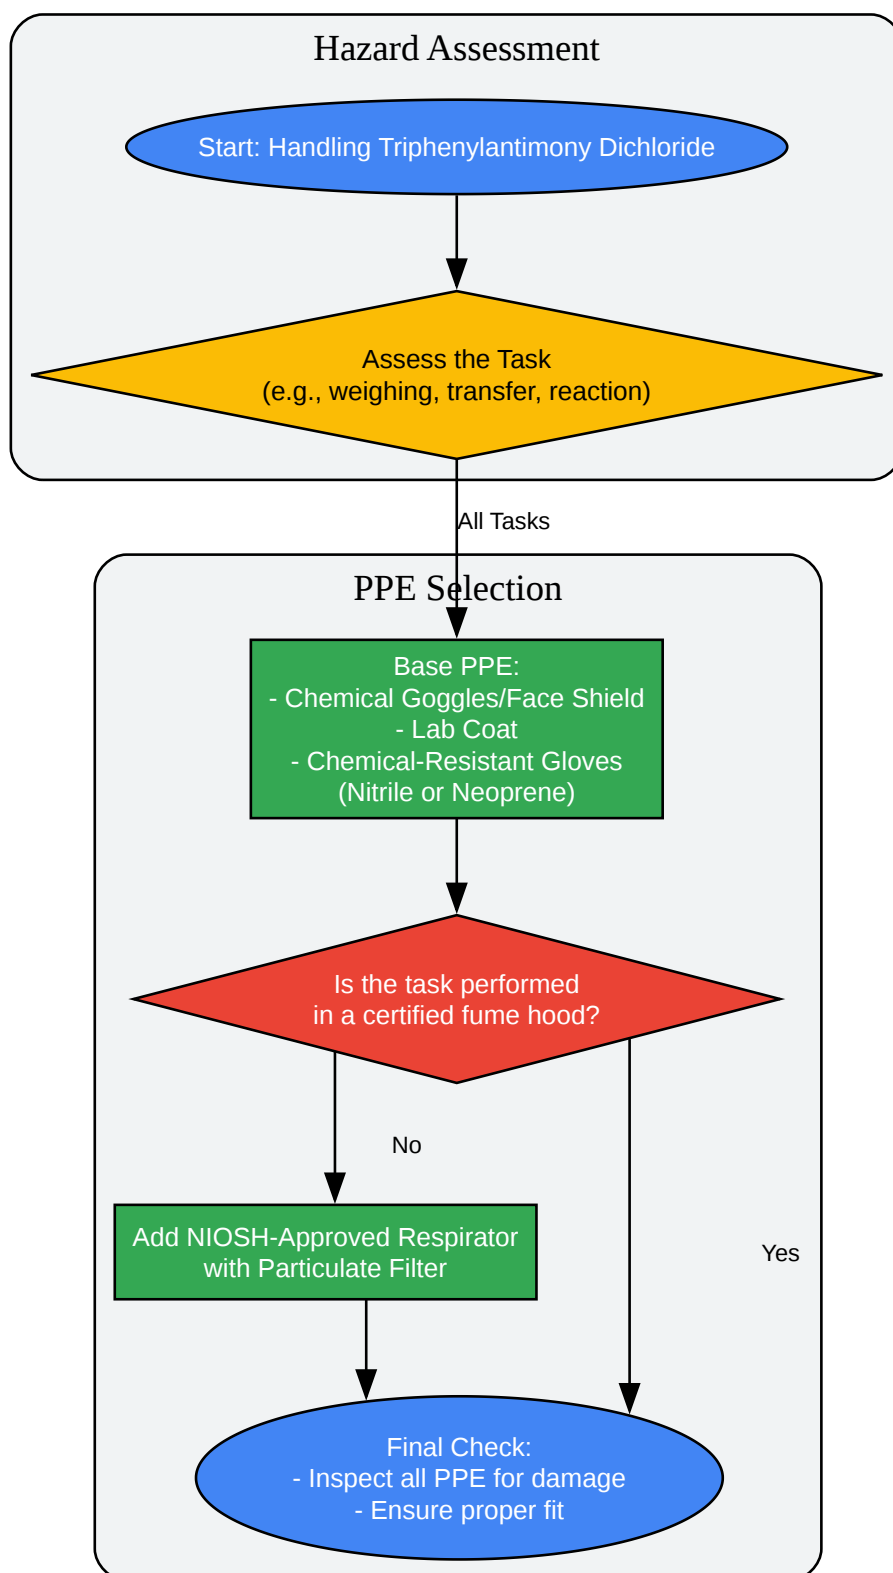 Hazard Assessment
Start: Handling Triphenylantimony Dichloride
Assess the Task
(e.g., weighing, transfer, reaction)
All Tasks
PPE Selection
Base PPE:
- Chemical Goggles/Face Shield
- Lab Coat
- Chemical-Resistant Gloves
(Nitrile or Neoprene)
Is the task performed
in a certified fume hood?
No
Add NIOSH-Approved Respirator
with Particulate Filter
Yes
Final Check:
- Inspect all PPE for damage
- Ensure proper fit